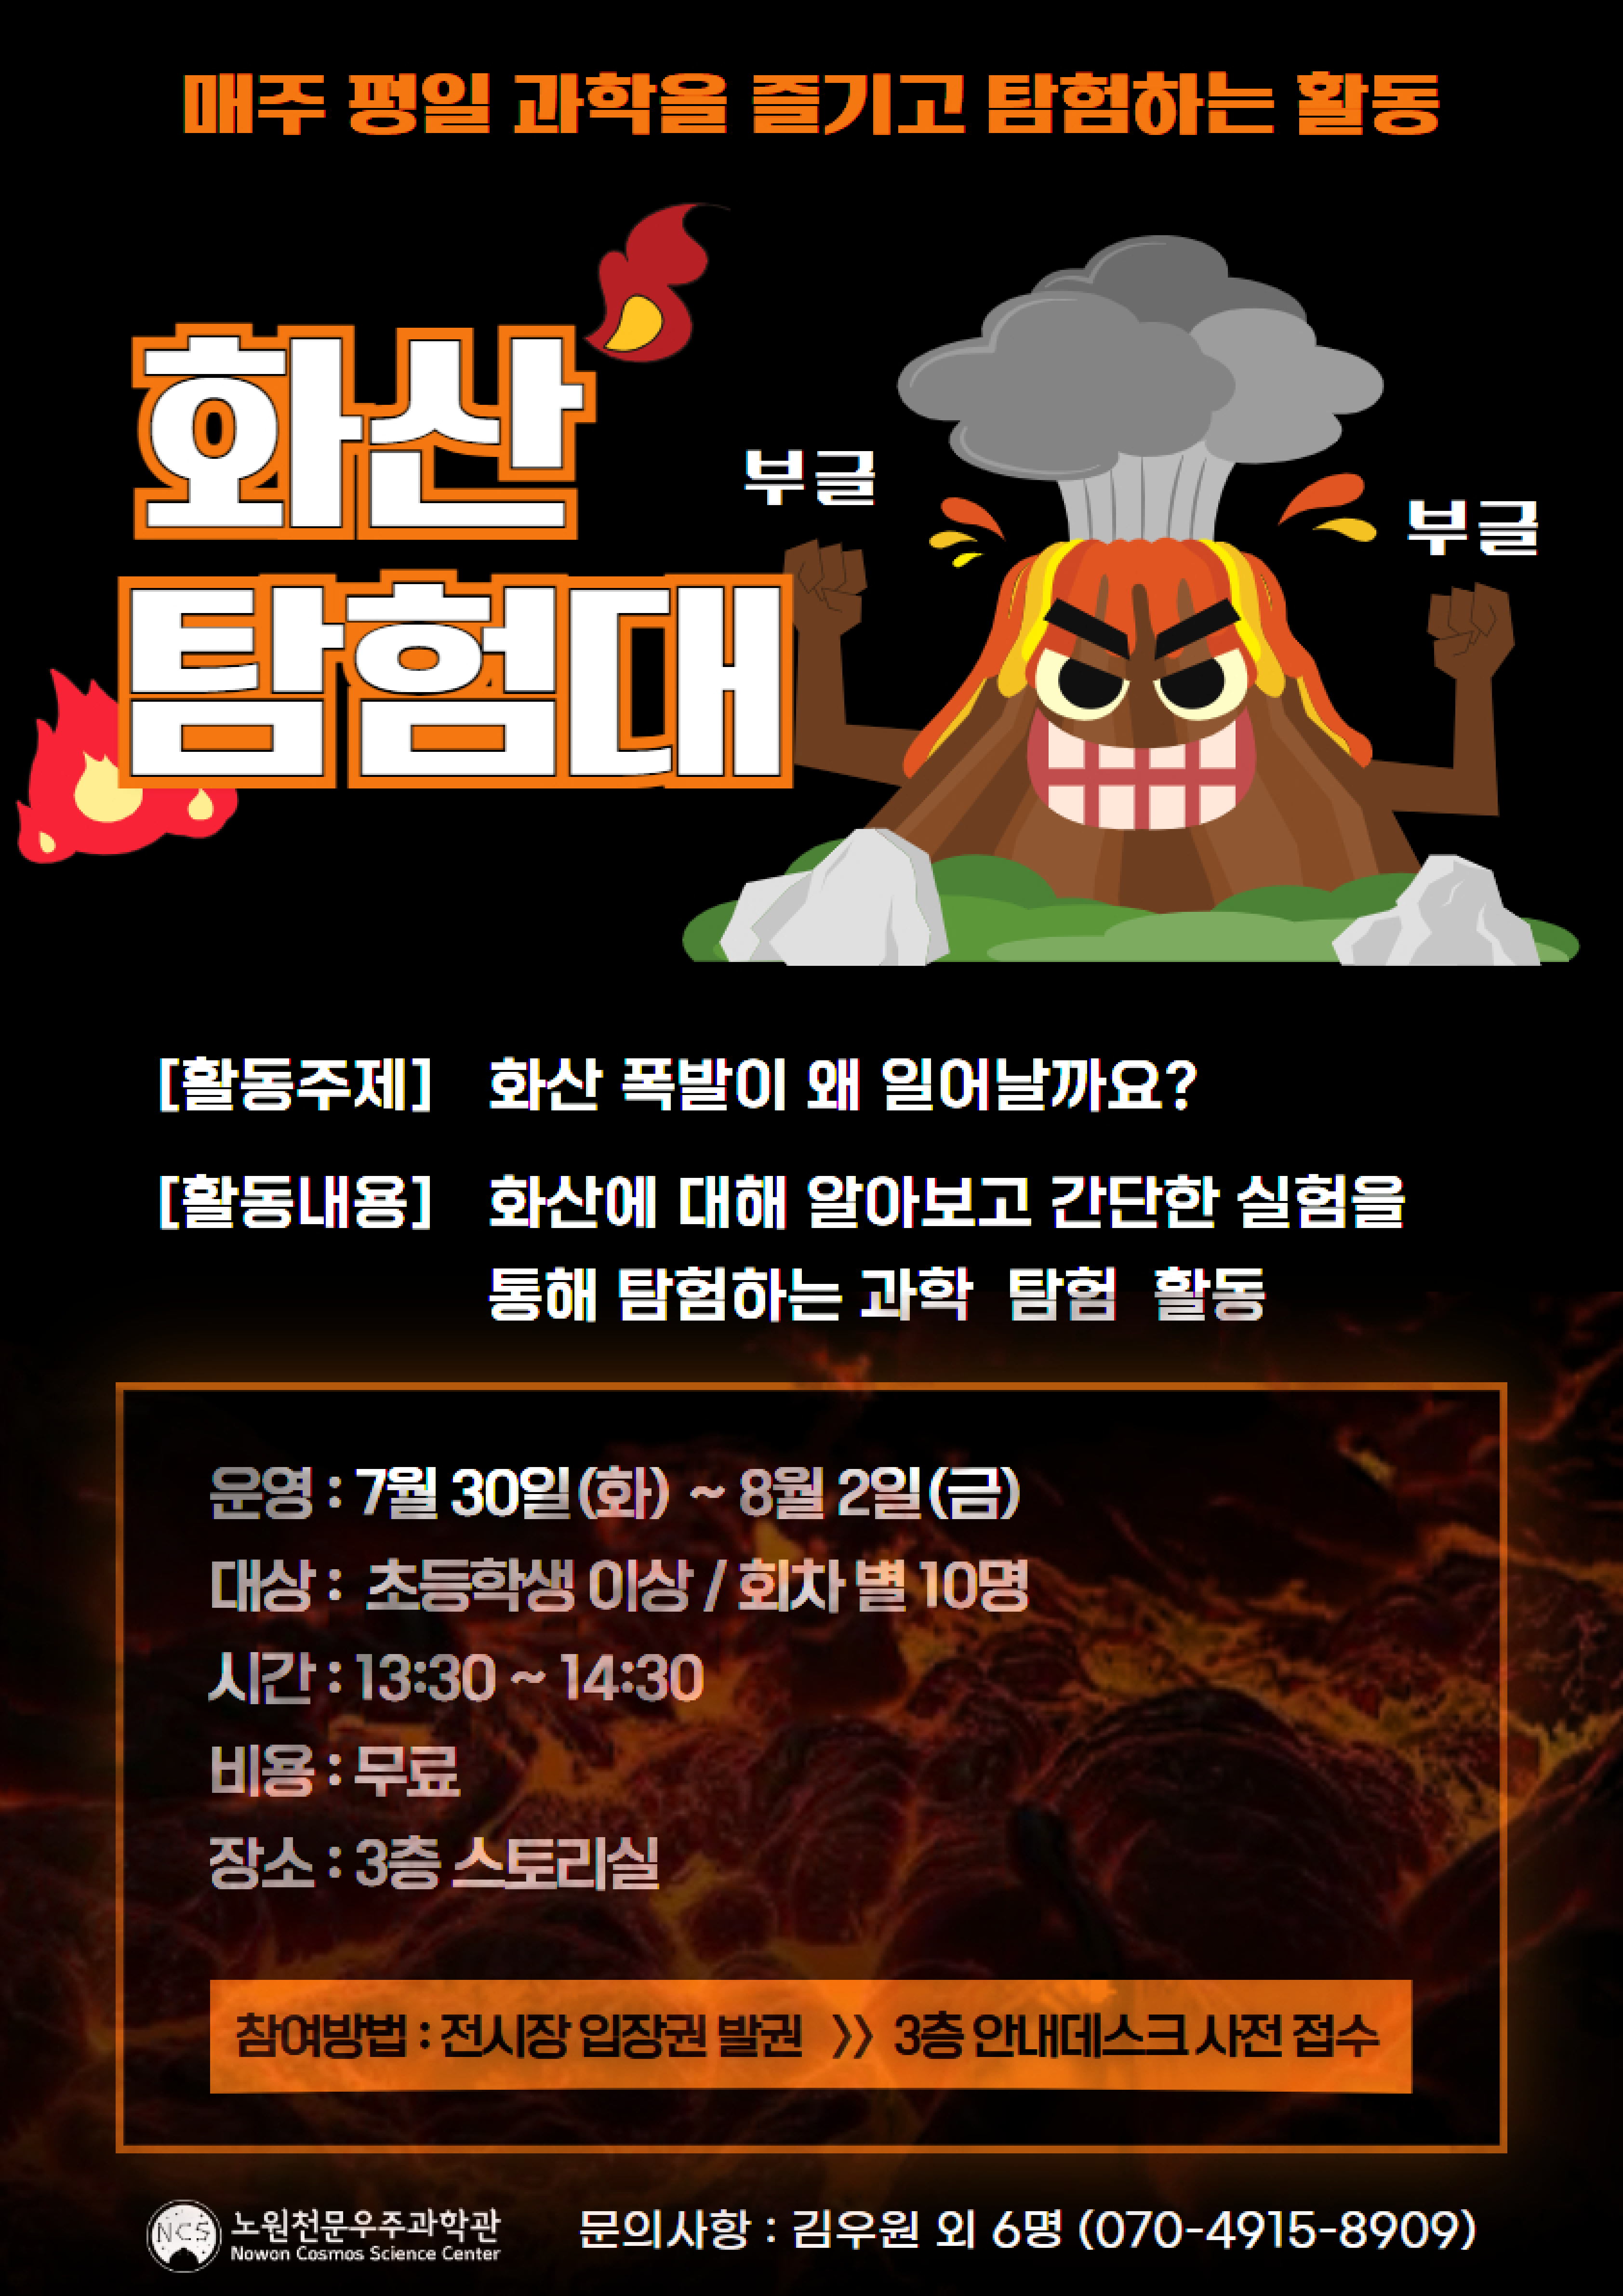 매주 평일 과학을 즐기고 탐험하는 활동
화산
탐험대
부글
부글
[활동주제] 화산 폭발이 왜 일어날까요?
[활동내용] 화산에 대해 알아보고 간단한 실험을
통해 탐험하는 과학 탐험 활동
운영 : 7월 30일(화) ~ 8월 2일(금)
대상 : 초등학생 이상 / 회차 별 10명
시간 : 13:30 ~ 14:30
비용 : 무료
장소 : 3층 스토리실
참여방법 : 전시장 입장권 발권 》 3층 안내데스크 사전 접수
NCS 노원천문우주과학관
Nowon Cosmos Science Center
문의사항 : 김우원 외 6명 (070-4915-8909)